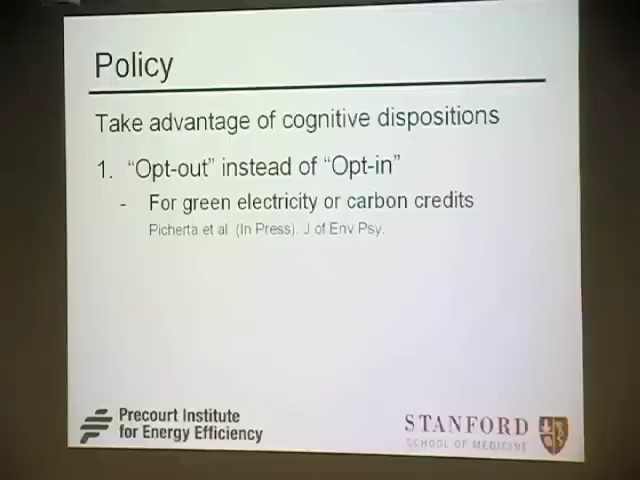 Policy
Take advantage of cognitive dispositions
1. “Opt-out” instead of “Opt-in”
- For green electricity or carbon credits
Picherta et al (In Press). J of Env Psy.
Precourt Institute
for Energy Efficiency
STANFORD
SCHOOL OF MEDICINE